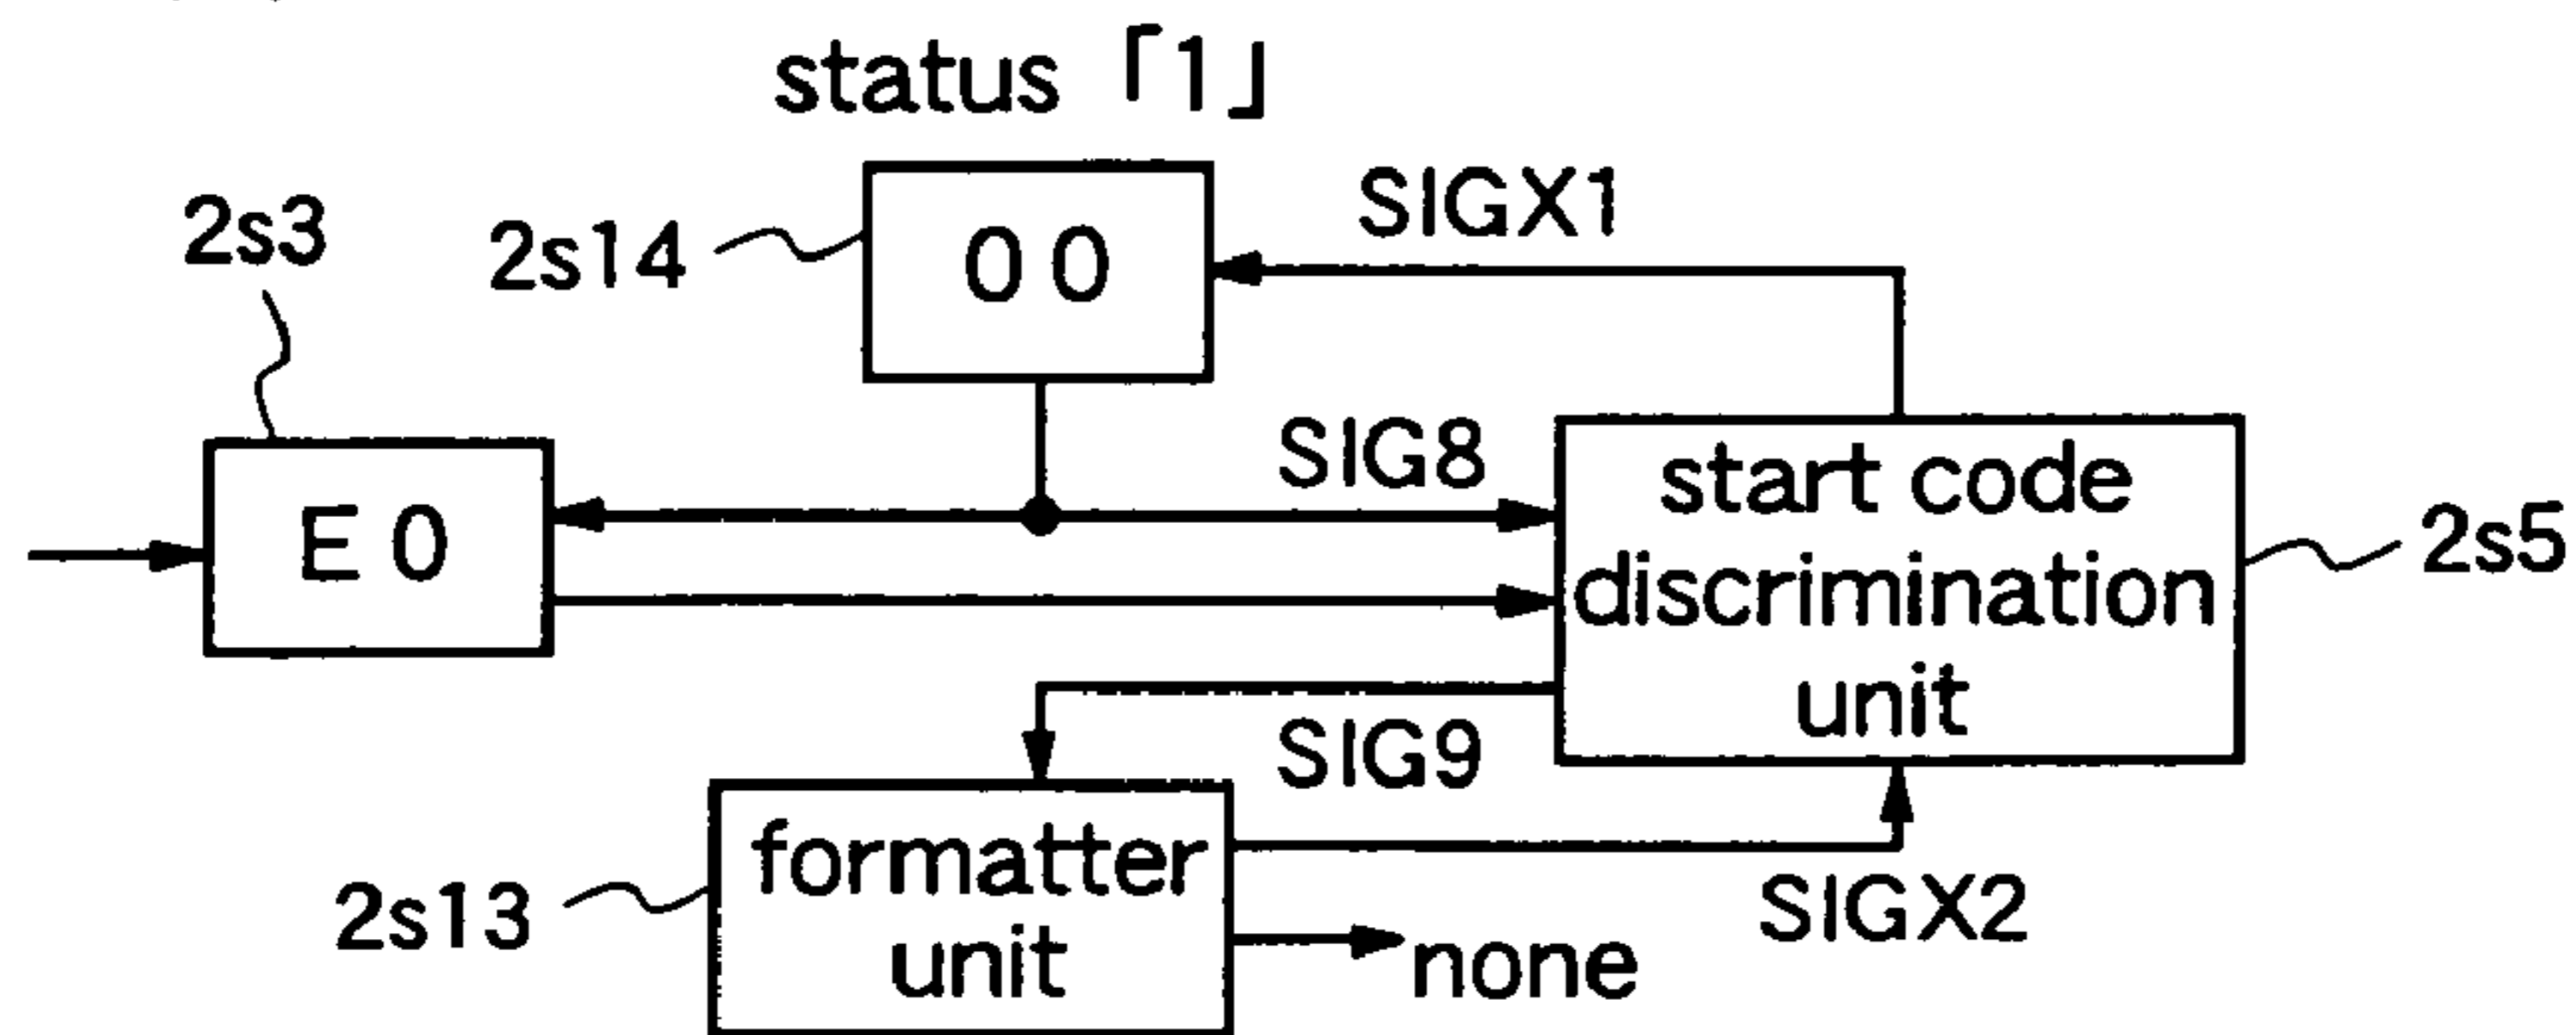 status「1」
SIGX1
2s3
2s14
00
SIG8
start code
discrimination
unit
2s5
E0
SIG9
formatter
unit
2s13
SIGX2
none